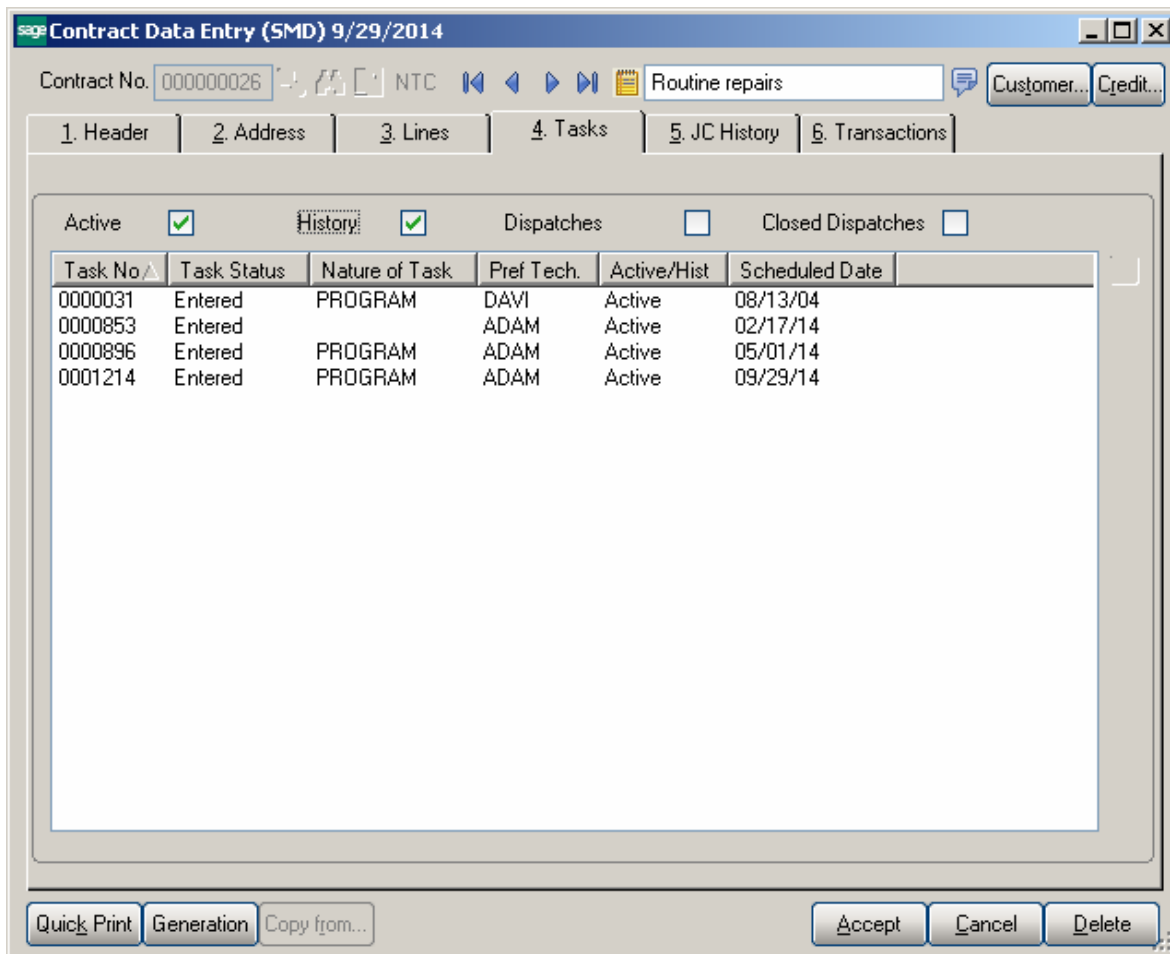 sage Contract Data Entry (SMD) 9/29/2014
Contract No. 000000026 NTC Routine repairs Customer... Credit...
1. Header 2. Address 3. Lines 4. Tasks 5. JC History 6. Transactions
Active History Dispatches Closed Dispatches
Task No. Task Status Nature of Task Pref Tech. Active/Hist Scheduled Date
0000031 Entered PROGRAM DAVI Active 08/13/04
0000853 Entered ADAM Active 02/17/14
0000896 Entered PROGRAM ADAM Active 05/01/14
0001214 Entered PROGRAM ADAM Active 09/29/14
Quick Print Generation Copy from... Accept Cancel Delete